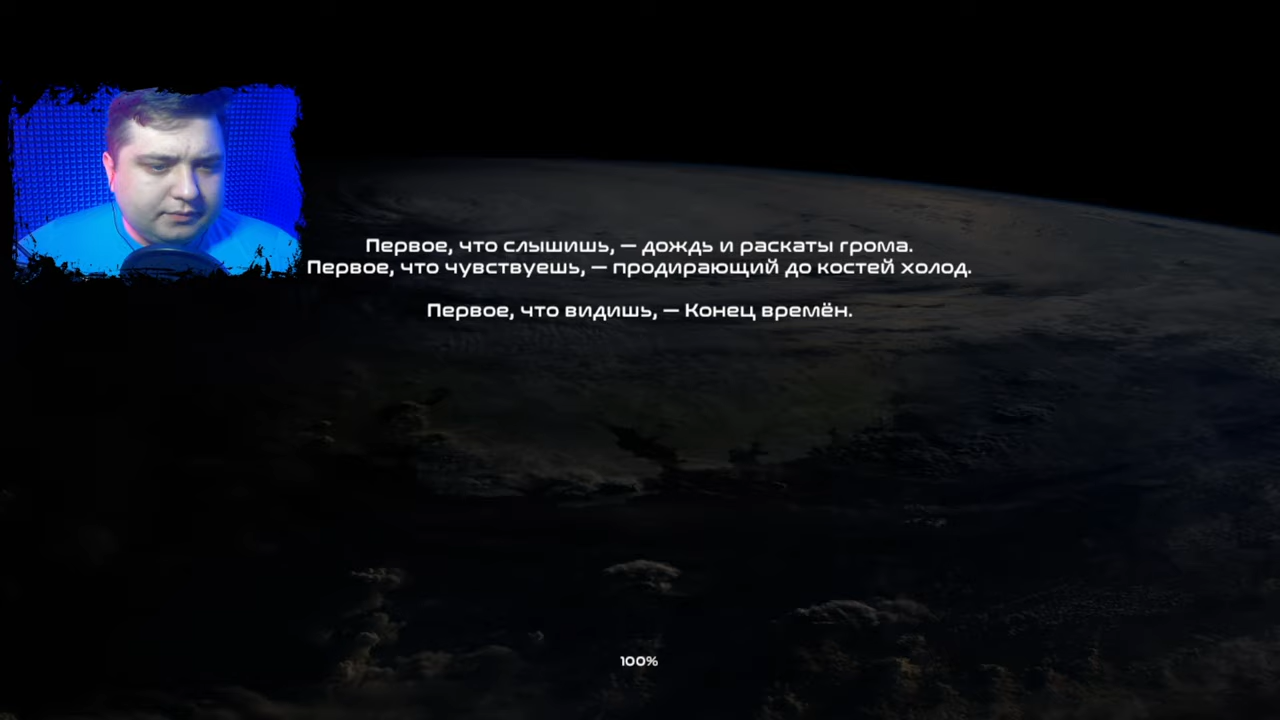 Первое, что слышишь, — дождь и раскаты грома.
Первое, что чувствуешь, — продирающий до костей холод.
Первое, что видишь, — Конец времён.
100%